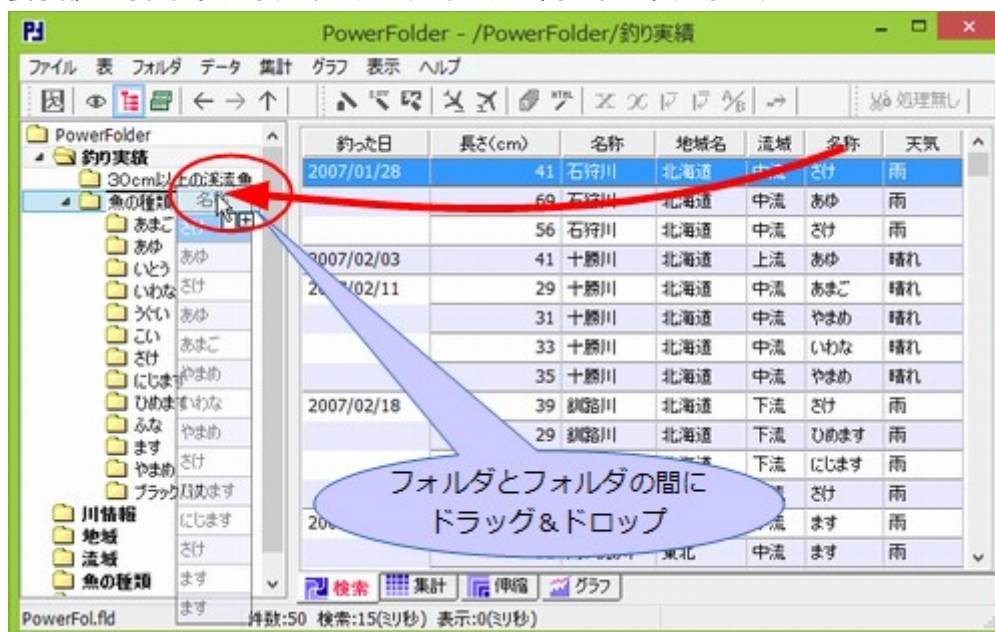 PowerFolder - /PowerFolder/釣り実績
ファイル 表 フォルダ データ 集計 グラフ 表示 ヘルプ
処理無し
PowerFolder
釣り実績
30cm以上の渓流魚
魚の種類
あまご
あゆ
いとう
いわな
うぐい
こい
さけ
にじます
ひめます
ふな
ます
やまめ
ブラック
川情報
地域
流域
魚の種類
さけ
あゆ
さけ
あゆ
あまご
やまめ
いわな
やまめ
さけ
ひめます
にじます
さけ
ます
ます
釣った日 長さ(cm) 名称 地域名 流域 名称 天気
2007/01/28 41 石狩川 北海道 中流 さけ 雨
69 石狩川 北海道 中流 あゆ 雨
56 石狩川 北海道 中流 さけ 雨
2007/02/03 41 十勝川 北海道 上流 あゆ 晴れ
2007/02/11 29 十勝川 北海道 中流 あまご 晴れ
31 十勝川 北海道 中流 やまめ 晴れ
33 十勝川 北海道 中流 いわな 晴れ
35 十勝川 北海道 中流 やまめ 晴れ
2007/02/18 39 釧路川 北海道 下流 さけ 雨
29 釧路川 北海道 下流 ひめます 雨
下流 にじます 雨
さけ 雨
ます 雨
東北 中流 ます 雨
フォルダとフォルダの間に
ドラッグ&ドロップ
検索 集計 伸縮 グラフ
PowerFol.fld 件数:50 検索:15(ミリ秒) 表示:0(ミリ秒)